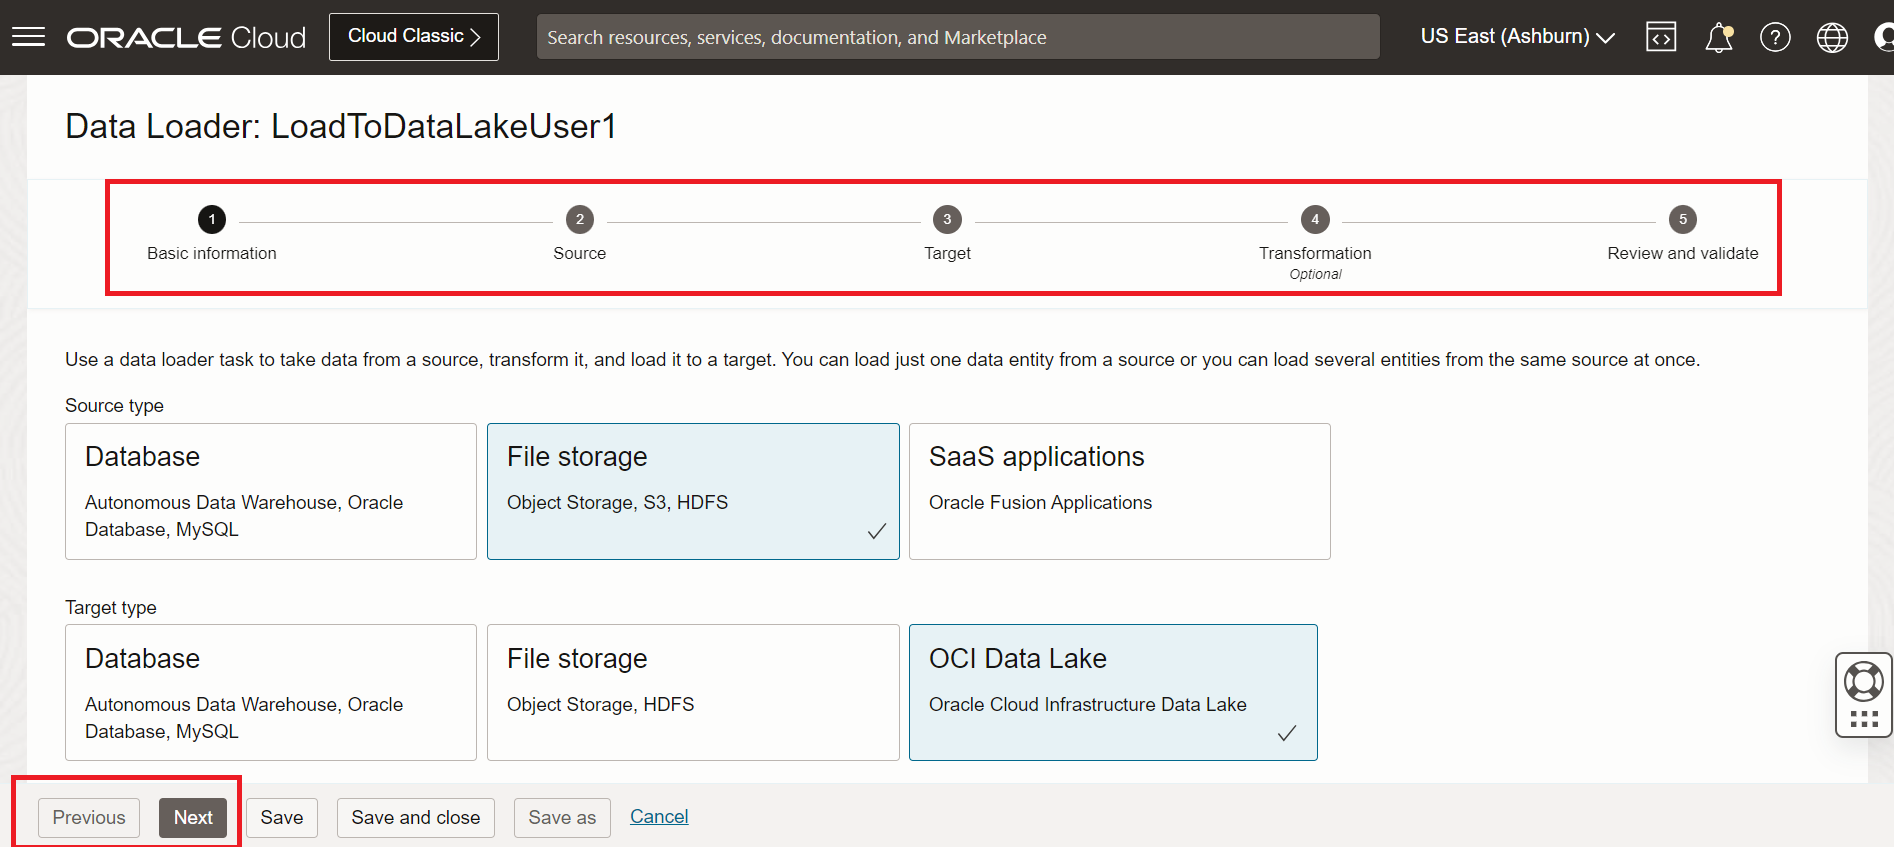 ORACLE Cloud
Cloud Classic
Search resources, services, documentation, and Marketplace
US East (Ashburn)
?
Data Loader: LoadToDataLakeUser1
1
2
3
4
5
Basic information
Source
Target
Transformation
Review and validate
Optional
Use a data loader task to take data from a source, transform it, and load it to a target. You can load just one data entity from a source or you can load several entities from the same source at once.
Source type
Database
Autonomous Data Warehouse, Oracle
Database, MySQL
File storage
Object Storage, S3, HDFS
SaaS applications
Oracle Fusion Applications
Target type
Database
Autonomous Data Warehouse, Oracle
Database, MySQL
File storage
Object Storage, HDFS
OCI Data Lake
Oracle Cloud Infrastructure Data Lake
Previous
Next
Save
Save and close
Save as
Cancel